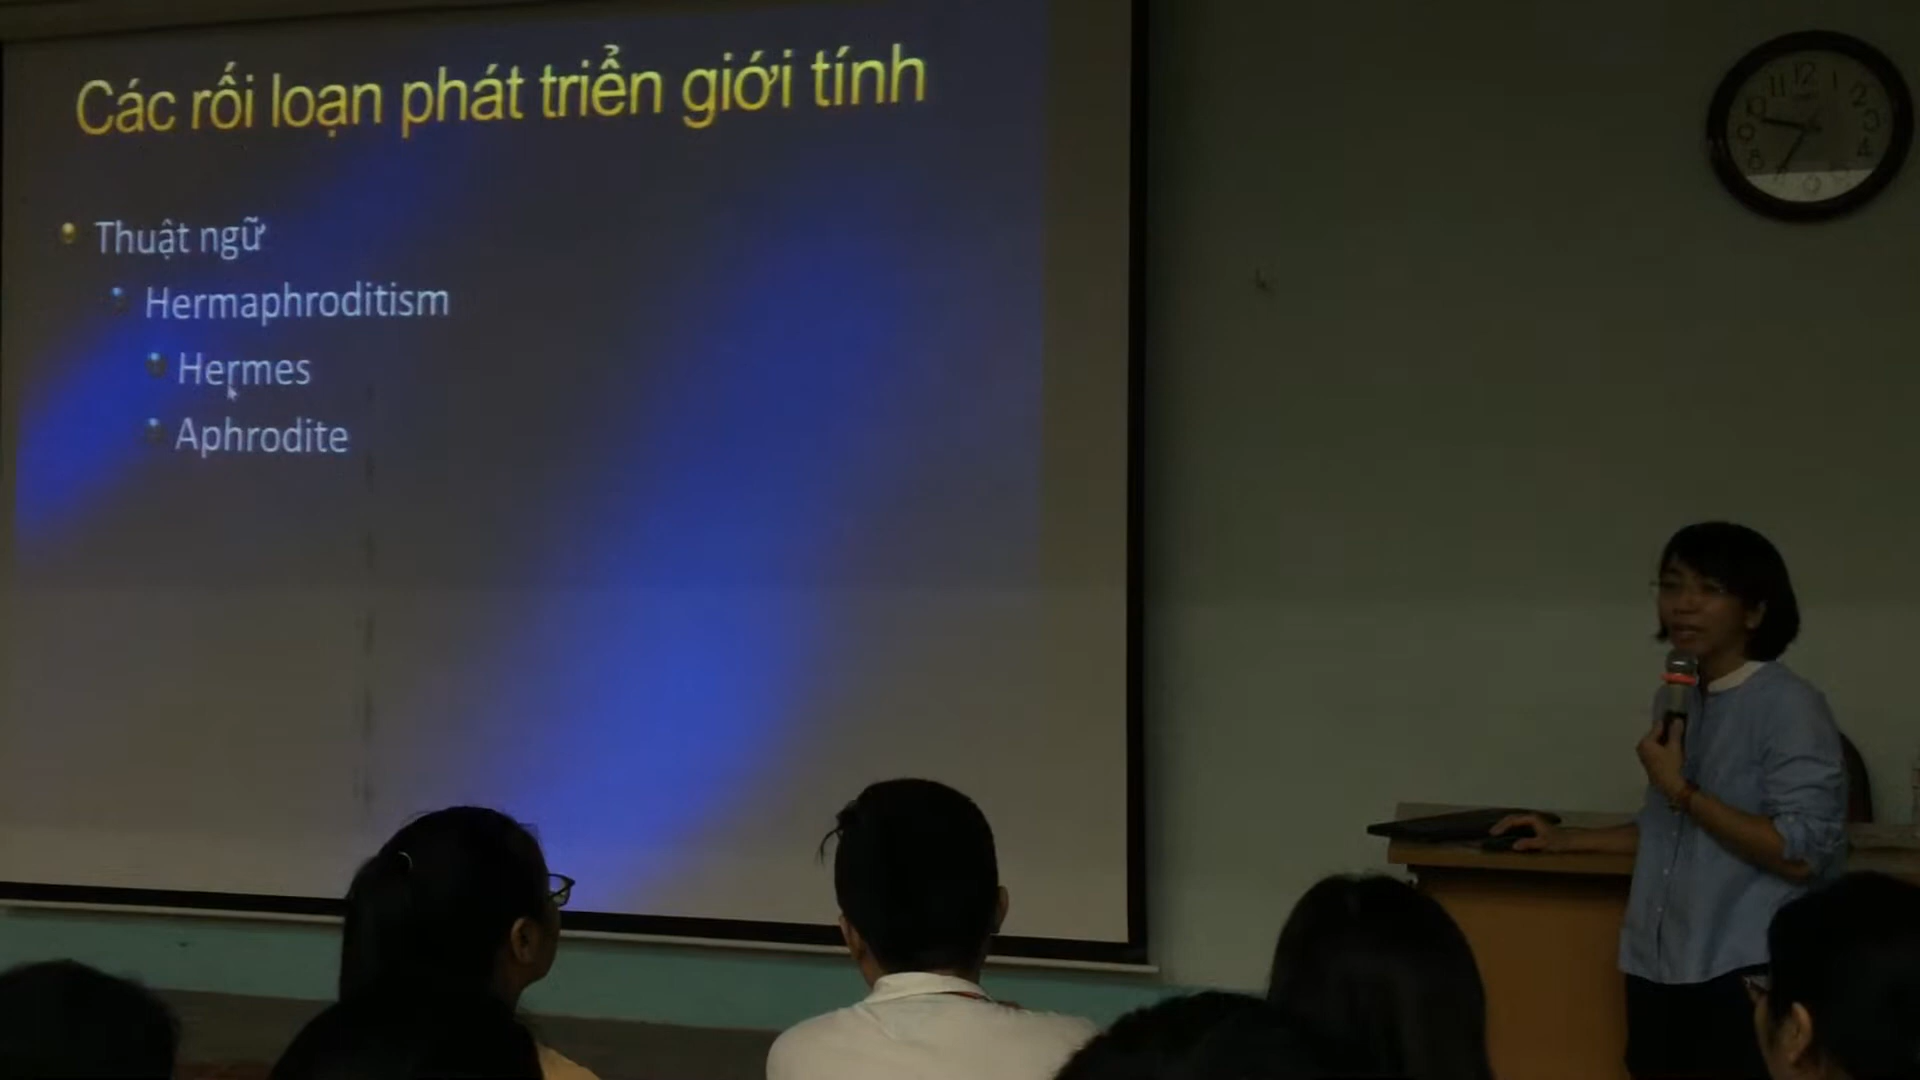 Các rối loạn phát triển giới tính
Thuật ngữ
Hermaphroditism
Hermes
Aphrodite